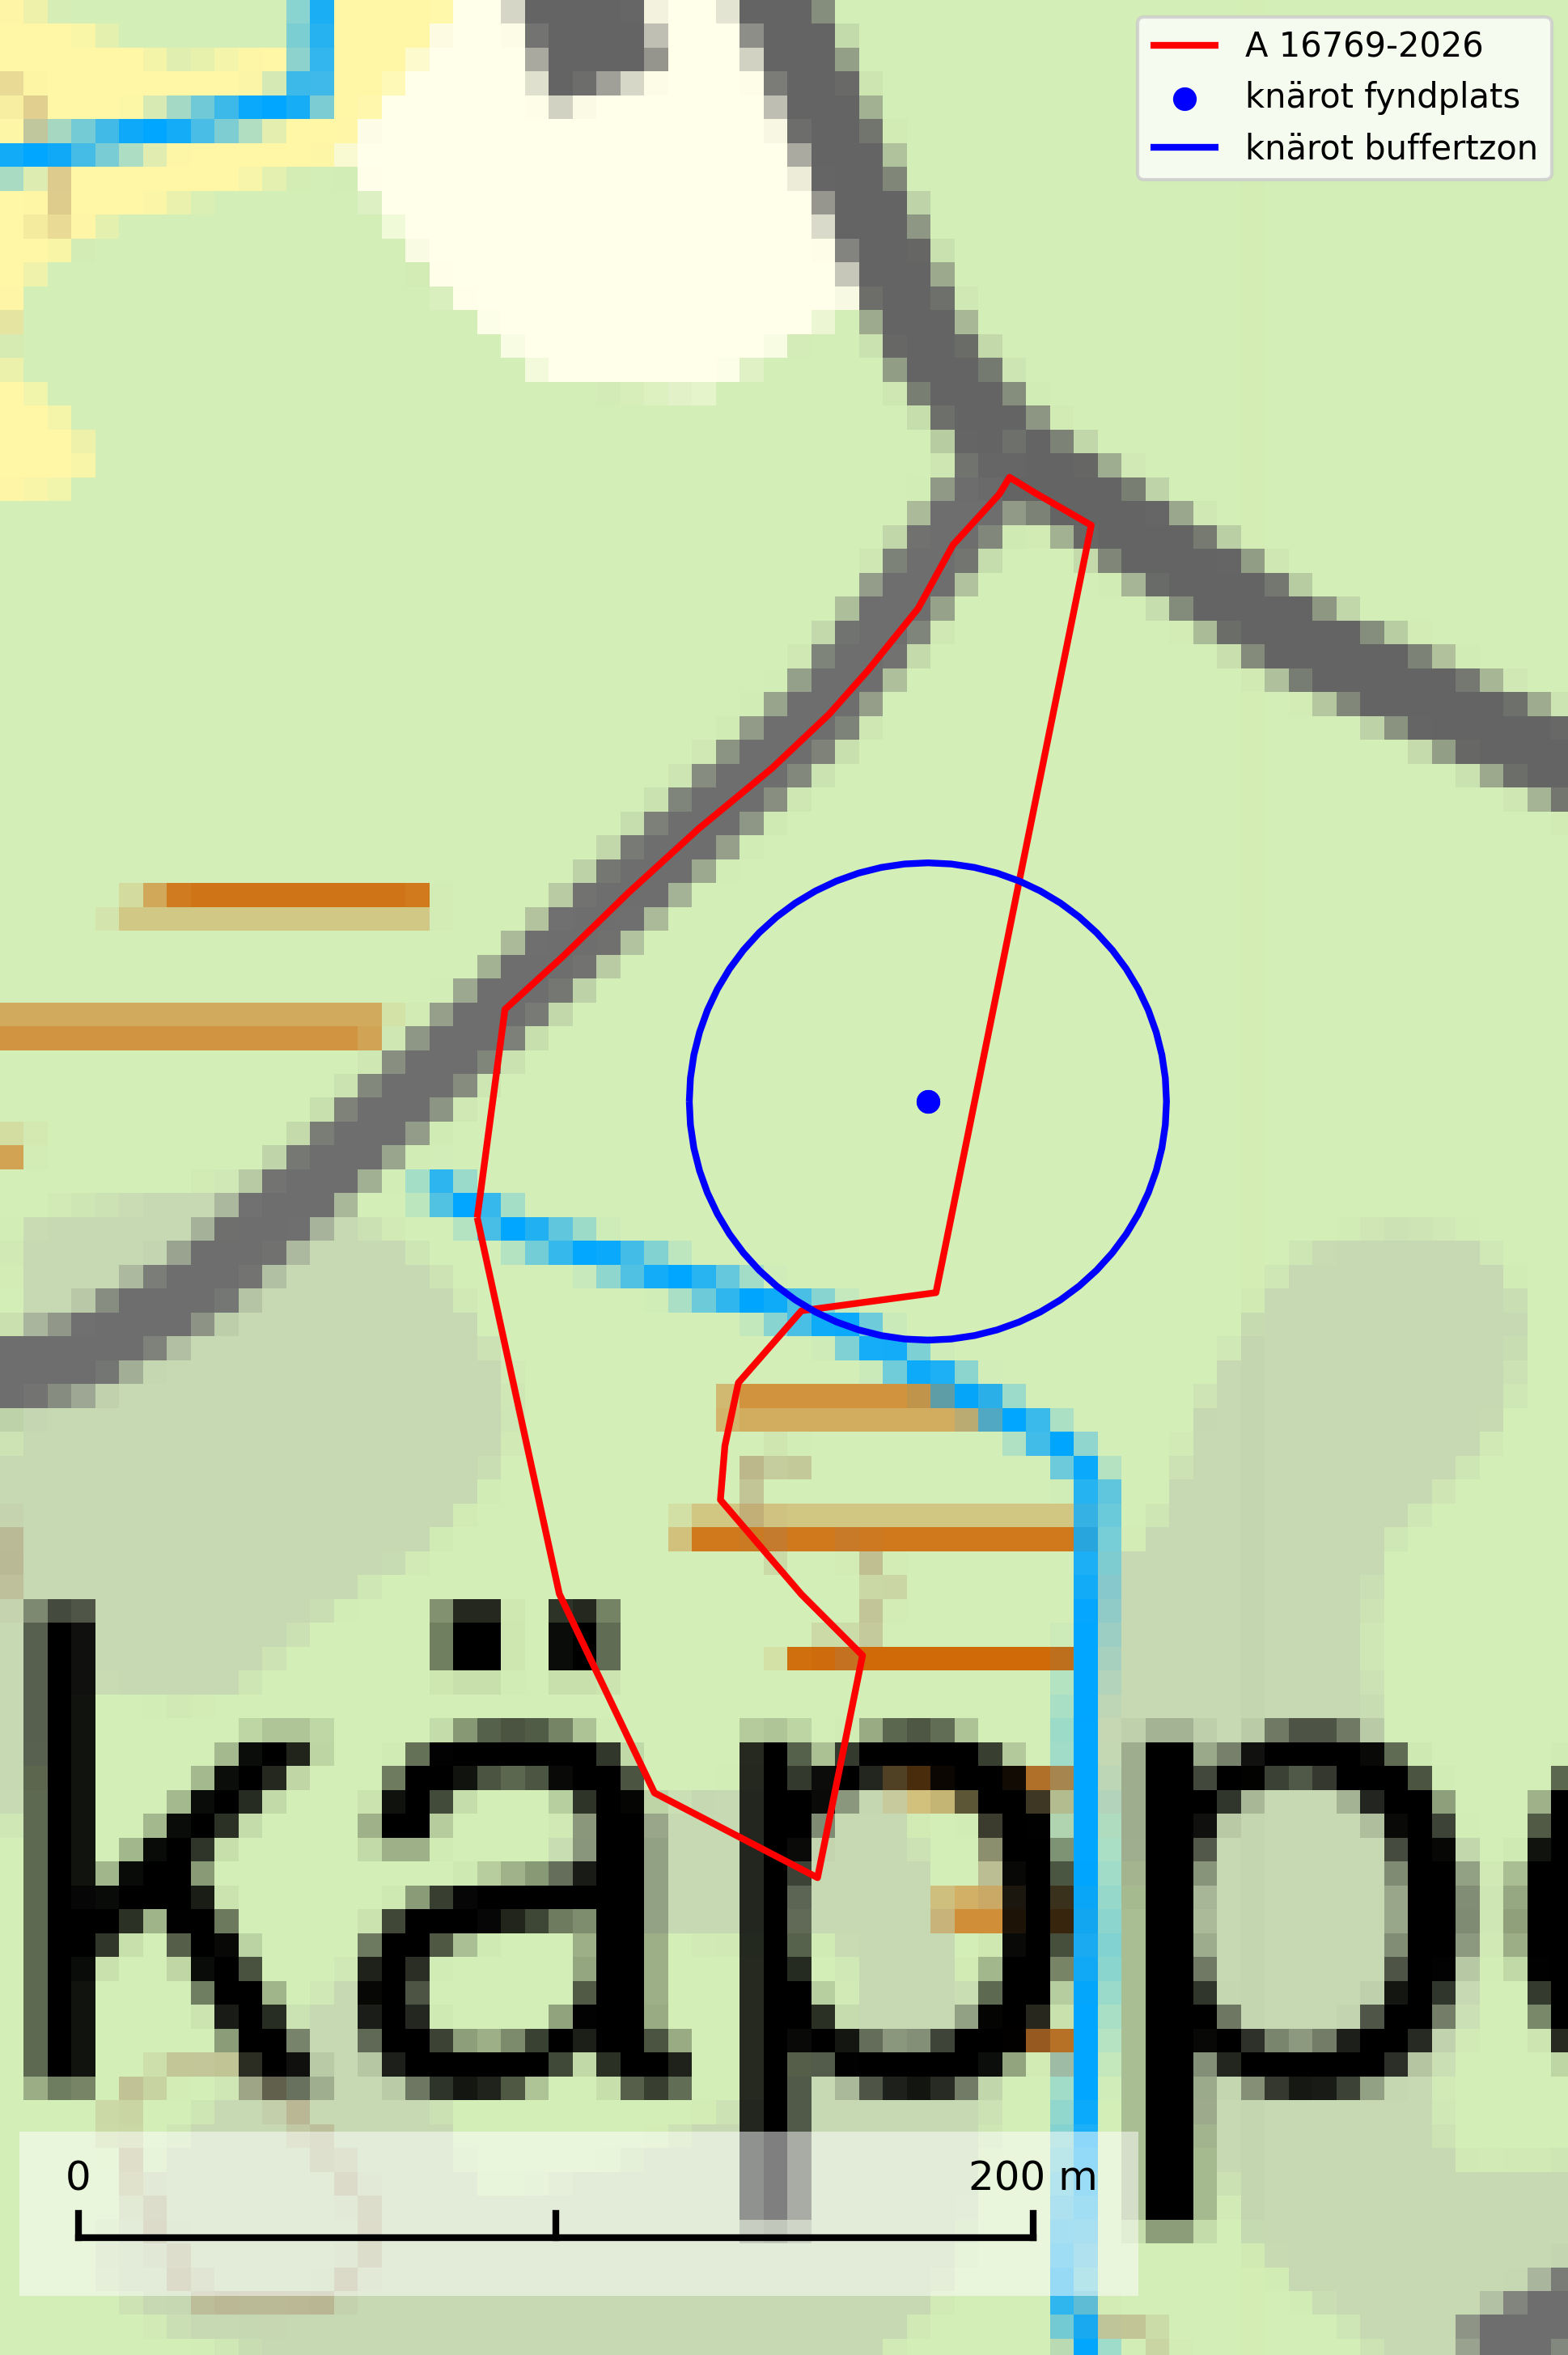 A 16769-2026
knärot fyndplats
knärot buffertzon
käpp
0 200 m